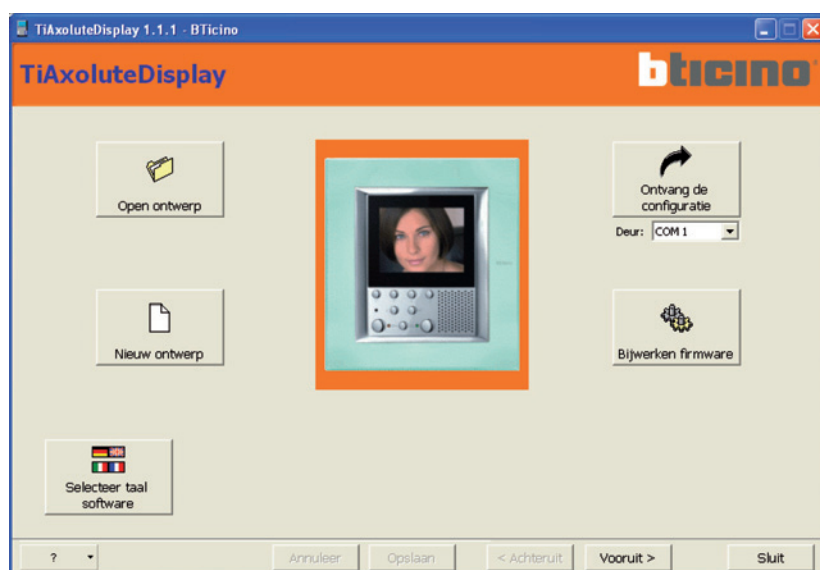 TiAxoluteDisplay 1.1.1 - BTicino
TiAxoluteDisplay
bticino
Open ontwerp
Ontvang de
configuratie
Deur: COM 1
Nieuw ontwerp
Bijwerken firmware
Selecteer taal
software
?
Annuleer
Opslaan
< Achteruit
Vooruit >
Sluit